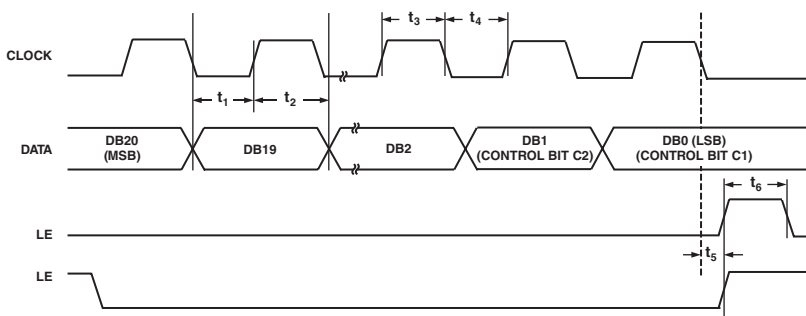 t3 t4
CLOCK
t1 t2
DATA
DB20
(MSB)
DB19
DB2
DB1
(CONTROL BIT C2)
DB0 (LSB)
(CONTROL BIT C1)
t6
LE
t5
LE